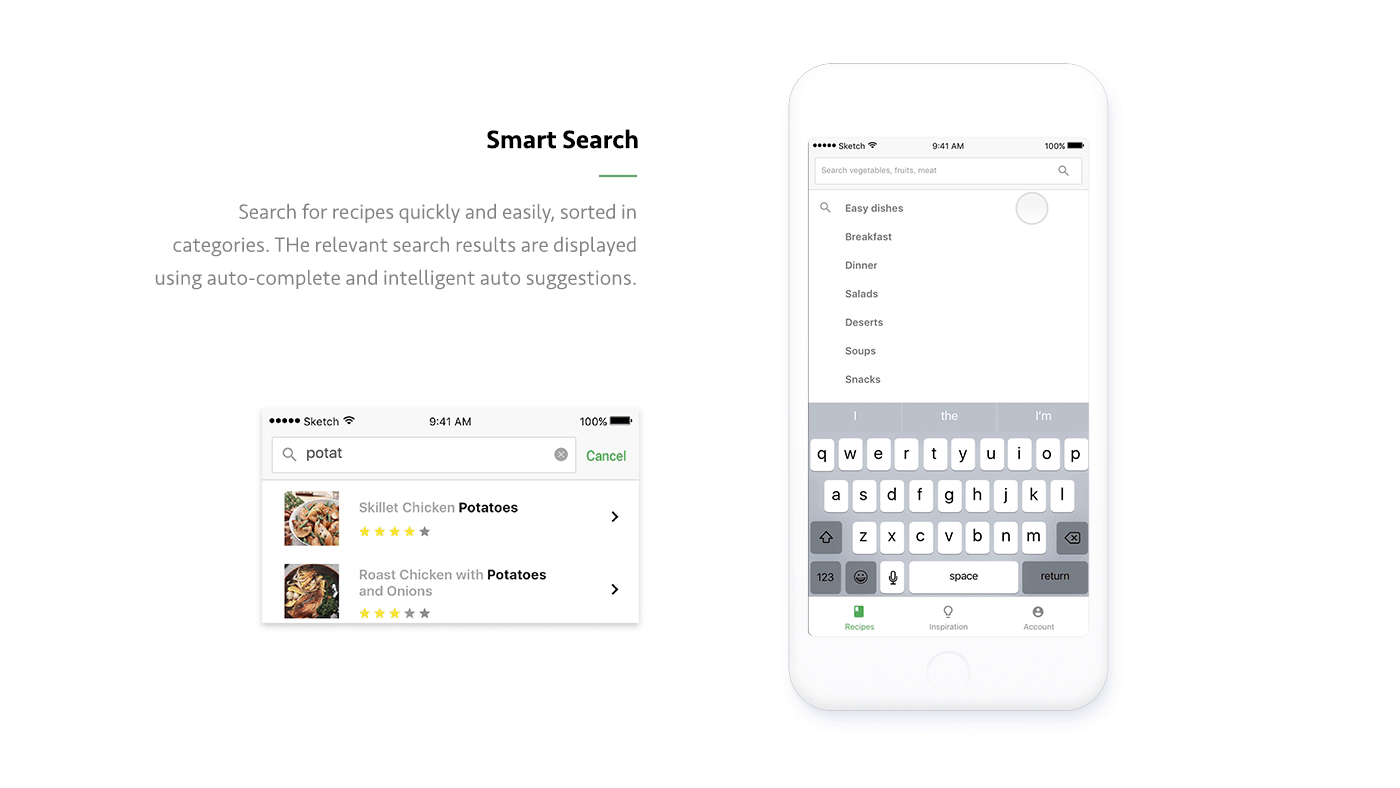 Smart Search
Search for recipes quickly and easily, sorted in
categories. THe relevant search results are displayed
using auto-complete and intelligent auto suggestions.
Sketch 9:41 AM 100%
potat Cancel
Skillet Chicken Potatoes
Roast Chicken with Potatoes
and Onions
Sketch 9:41 AM 100%
Search vegetables, fruits, meat
Easy dishes
Breakfast
Dinner
Salads
Deserts
Soups
Snacks
I the I'm
q w e r t y u i o p
a s d f g h j k l
z x c v b n m
123 space return
Recipes Inspiration Account